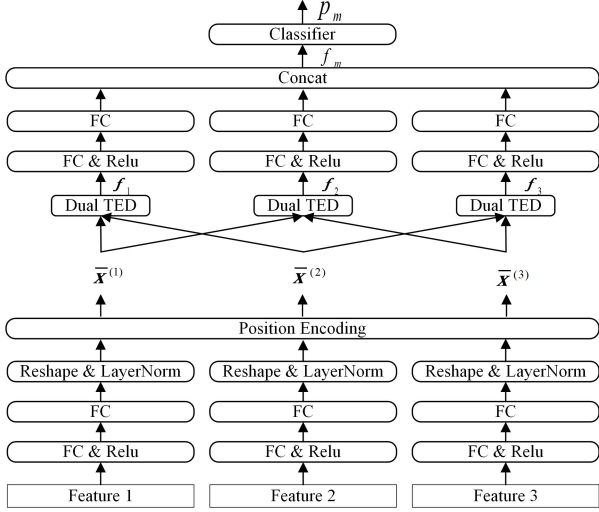 p_m
Classifier
f_m
Concat
FC FC FC
FC & Relu FC & Relu FC & Relu
f_1 f_2 f_3
Dual TED Dual TED Dual TED
X̅^(1) X̅^(2) X̅^(3)
Position Encoding
Reshape & LayerNorm Reshape & LayerNorm Reshape & LayerNorm
FC FC FC
FC & Relu FC & Relu FC & Relu
Feature 1 Feature 2 Feature 3